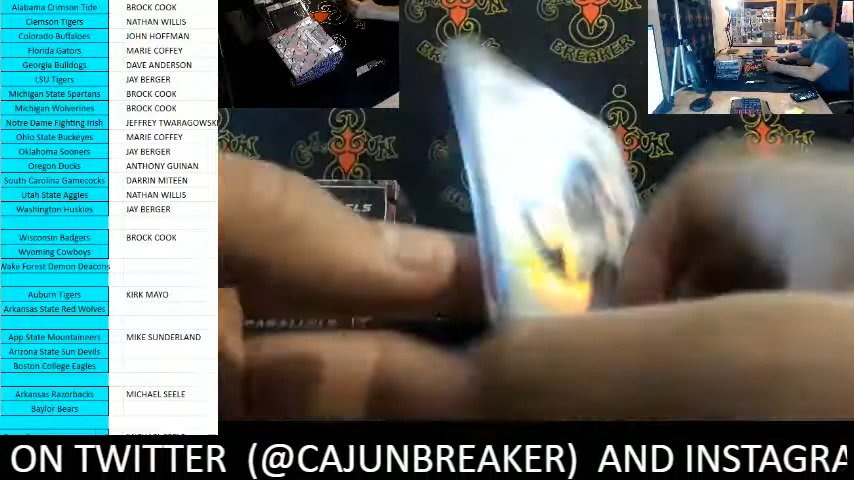 Alabama Crimson Tide BROCK COOK
Clemson Tigers NATHAN WILLIS
Colorado Buffaloes JOHN HOFFMAN
Florida Gators MARIE COFFEY
Georgia Bulldogs DAVE ANDERSON
LSU Tigers JAY BERGER
Michigan State Spartans BROCK COOK
Michigan Wolverines BROCK COOK
Notre Dame Fighting Irish JEFFREY TWARAGOWSKI
Ohio State Buckeyes MARIE COFFEY
Oklahoma Sooners JAY BERGER
Oregon Ducks ANTHONY GUINAN
South Carolina Gamecocks DARRIN MITEEN
Utah State Aggies NATHAN WILLIS
Washington Huskies JAY BERGER
Wisconsin Badgers BROCK COOK
Wyoming Cowboys
Wake Forest Demon Deacons
Auburn Tigers KIRK MAYO
Arkansas State Red Wolves
App State Mountaineers MIKE SUNDERLAND
Arizona State Sun Devils
Boston College Eagles
Arkansas Razorbacks MICHAEL SEELE
Baylor Bears
BREAKER
ON TWITTER (@CAJUNBREAKER) AND INSTAGRA